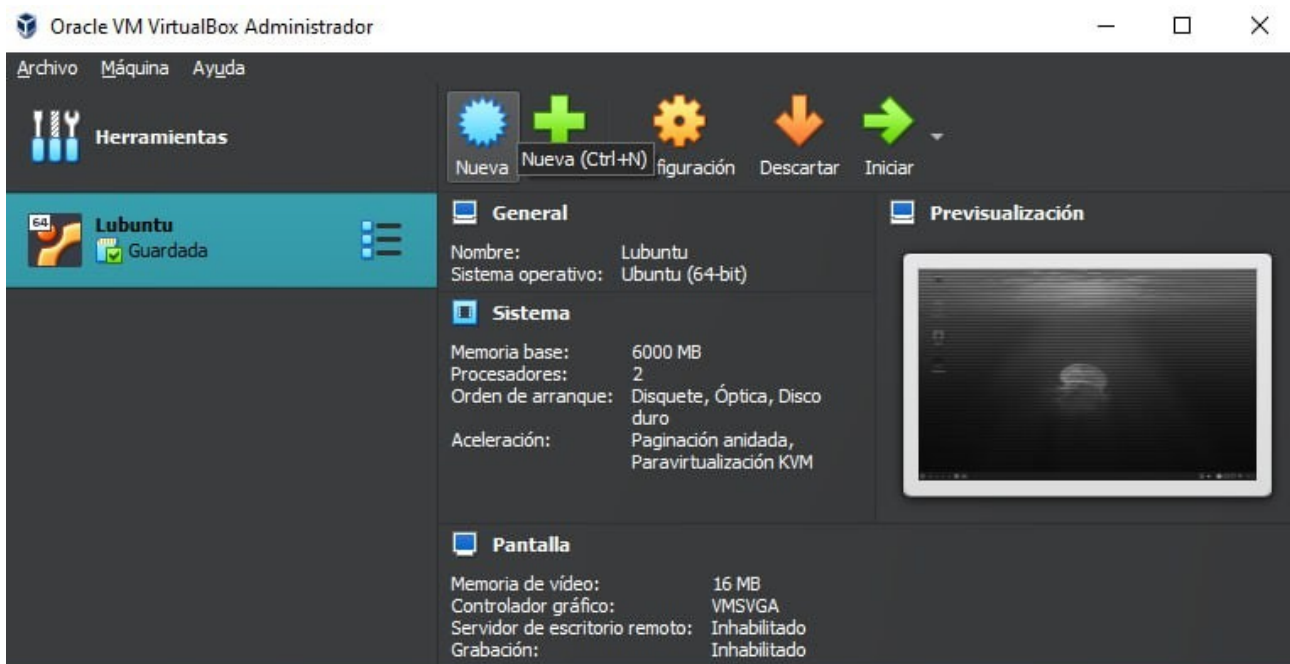 Oracle VM VirtualBox Administrador
Archivo Máquina Ayuda
Herramientas
Nueva
Nueva (Ctrl+N)
figuración
Descartar
Iniciar
64
Lubuntu
Guardada
General
Nombre: Lubuntu
Sistema operativo: Ubuntu (64-bit)
Sistema
Memoria base: 6000 MB
Procesadores: 2
Orden de arranque: Disquete, Óptica, Disco
duro
Aceleración: Paginación anidada,
Paravirtualización KVM
Previsualización
Pantalla
Memoria de vídeo: 16 MB
Controlador gráfico: VMSVGA
Servidor de escritorio remoto: Inhabilitado
Grabación: Inhabilitado